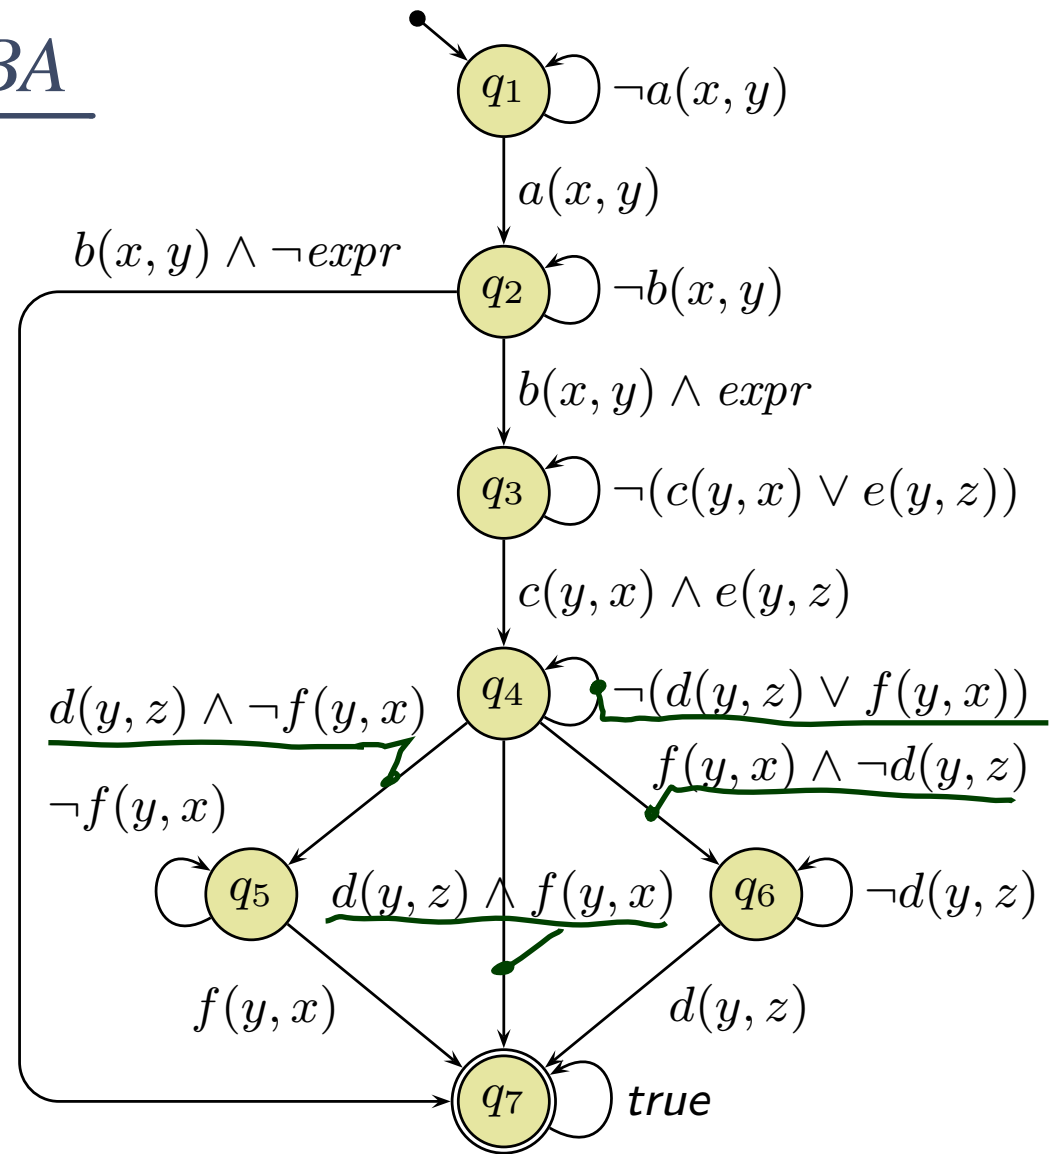 BA
q1
¬a(x, y)
a(x, y)
b(x, y) ∧ ¬expr
q2
¬b(x, y)
b(x, y) ∧ expr
q3
¬(c(y, x) ∨ e(y, z))
c(y, x) ∧ e(y, z)
q4
¬(d(y, z) ∨ f(y, x))
d(y, z) ∧ ¬f(y, x)
f(y, x) ∧ ¬d(y, z)
¬f(y, x)
q5
d(y, z) ∧ f(y, x)
q6
¬d(y, z)
f(y, x)
d(y, z)
q7
true